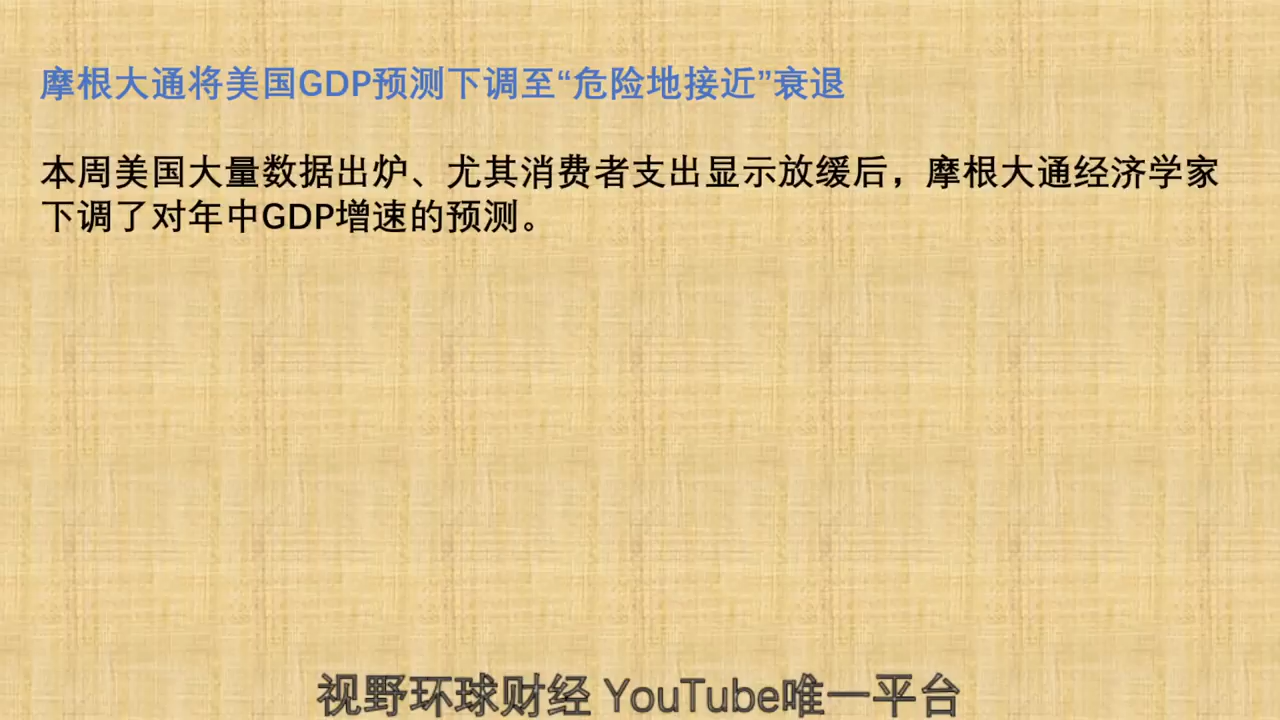 摩根大通将美国GDP预测下调至“危险地接近”衰退
本周美国大量数据出炉、尤其消费者支出显示放缓后，摩根大通经济学家
下调了对年中GDP增速的预测。
视野环球财经 YouTube唯一平台